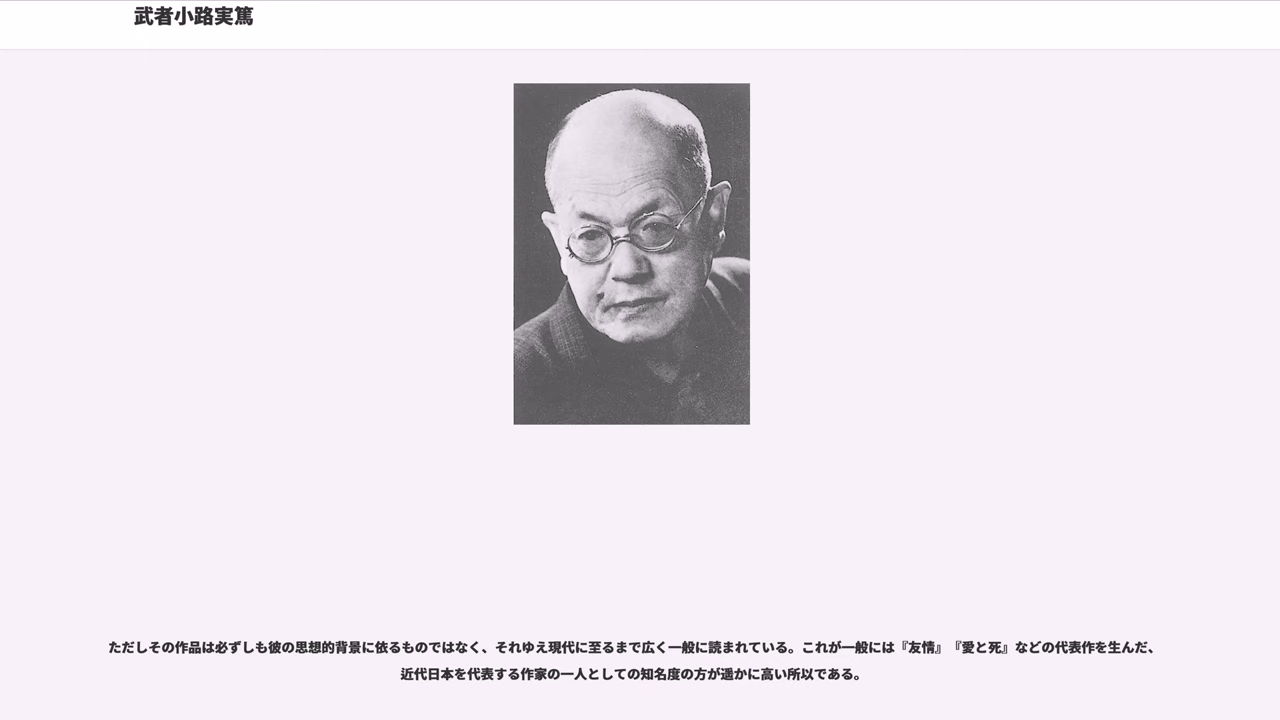 武者小路実篤
ただしその作品は必ずしも彼の思想的背景に依るものではなく、それゆえ現代に至るまで広く一般に読まれている。これが一般には『友情』『愛と死』などの代表作を生んだ、
近代日本を代表する作家の一人としての知名度の方が遥かに高い所以である。